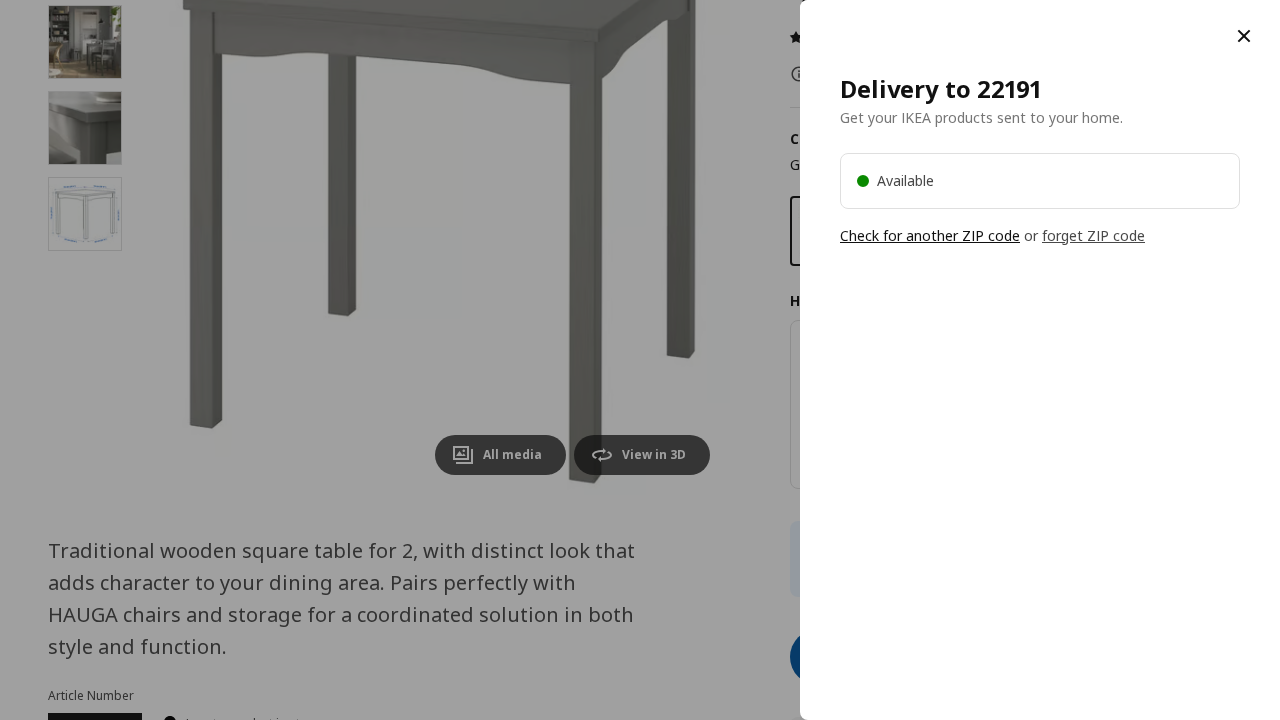 All media
View in 3D
Traditional wooden square table for 2, with distinct look that
adds character to your dining area. Pairs perfectly with
HAUGA chairs and storage for a coordinated solution in both
style and function.
Article Number
Delivery to 22191
Get your IKEA products sent to your home.
Available
Check for another ZIP code or forget ZIP code